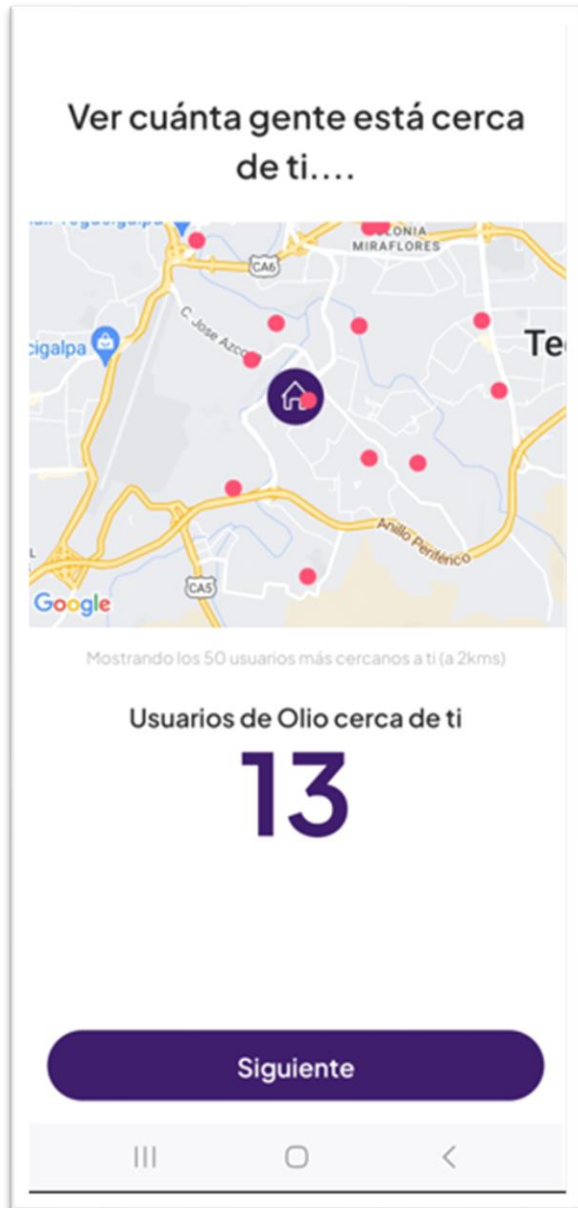 Ver cuánta gente está cerca
de ti....
MIRAFLORES
CA6
C. Jose Azco
cigalpa
Te
Anillo Periférico
CA5
Google
Mostrando los 50 usuarios más cercanos a ti (a 2kms)
Usuarios de Olio cerca de ti
13
Siguiente